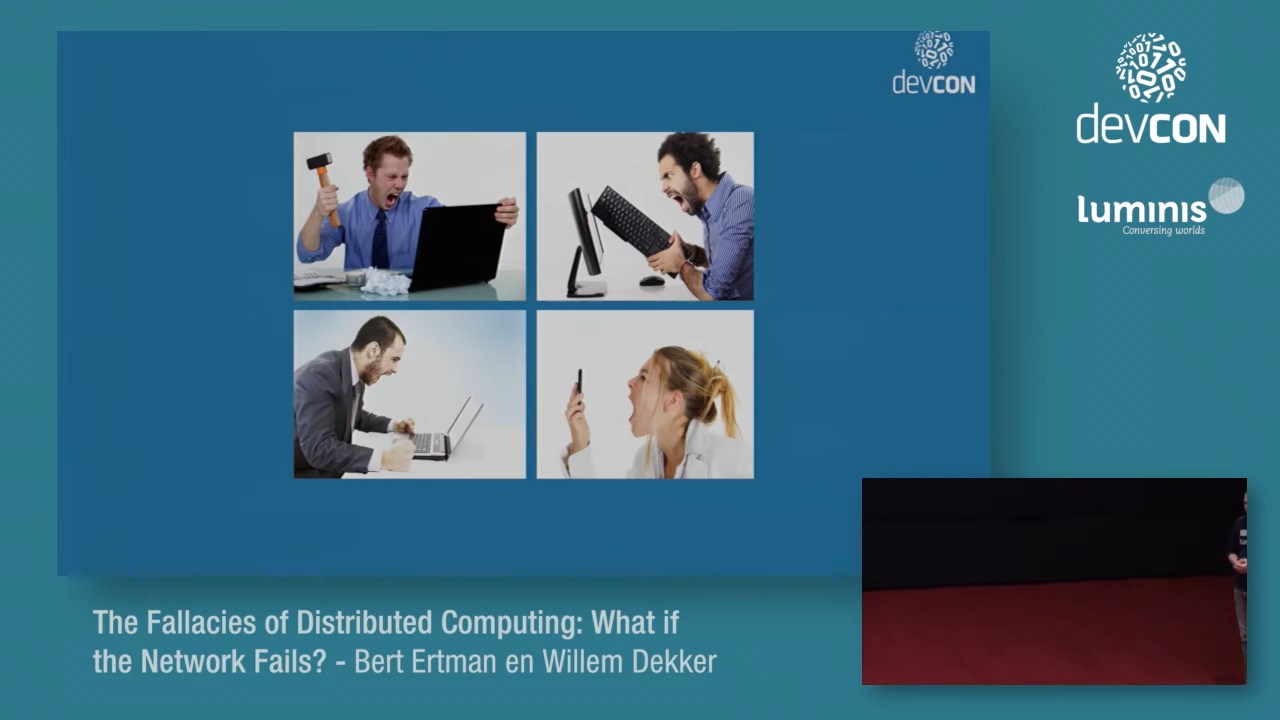 devcon
devcon
luminis
Conversing worlds
The Fallacies of Distributed Computing: What if
the Network Fails? - Bert Ertman en Willem Dekker